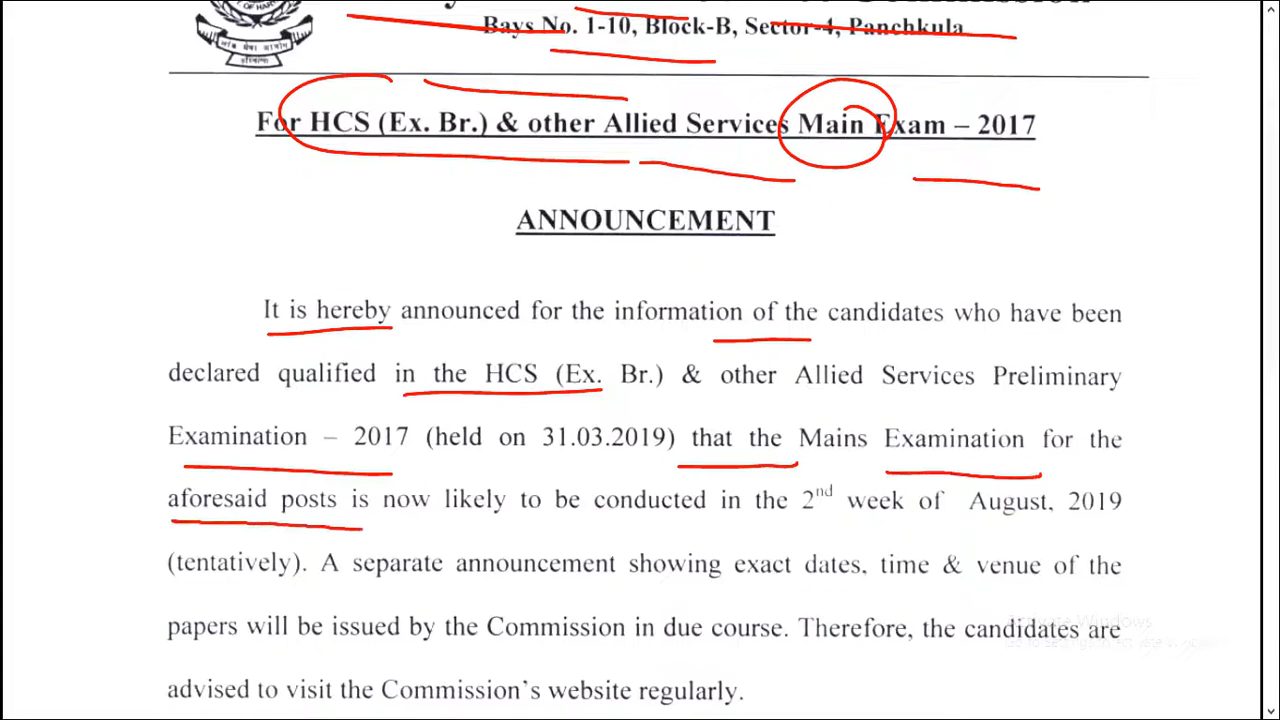 Bays No. 1-10, Block-B, Sector-4, Panchkula
हरियाणा
For HCS (Ex. Br.) & other Allied Services Main Exam – 2017
ANNOUNCEMENT
It is hereby announced for the information of the candidates who have been
declared qualified in the HCS (Ex. Br.) & other Allied Services Preliminary
Examination – 2017 (held on 31.03.2019) that the Mains Examination for the
aforesaid posts is now likely to be conducted in the 2nd week of August, 2019
(tentatively). A separate announcement showing exact dates, time & venue of the
papers will be issued by the Commission in due course. Therefore, the candidates are
advised to visit the Commission's website regularly.
Activate Windows